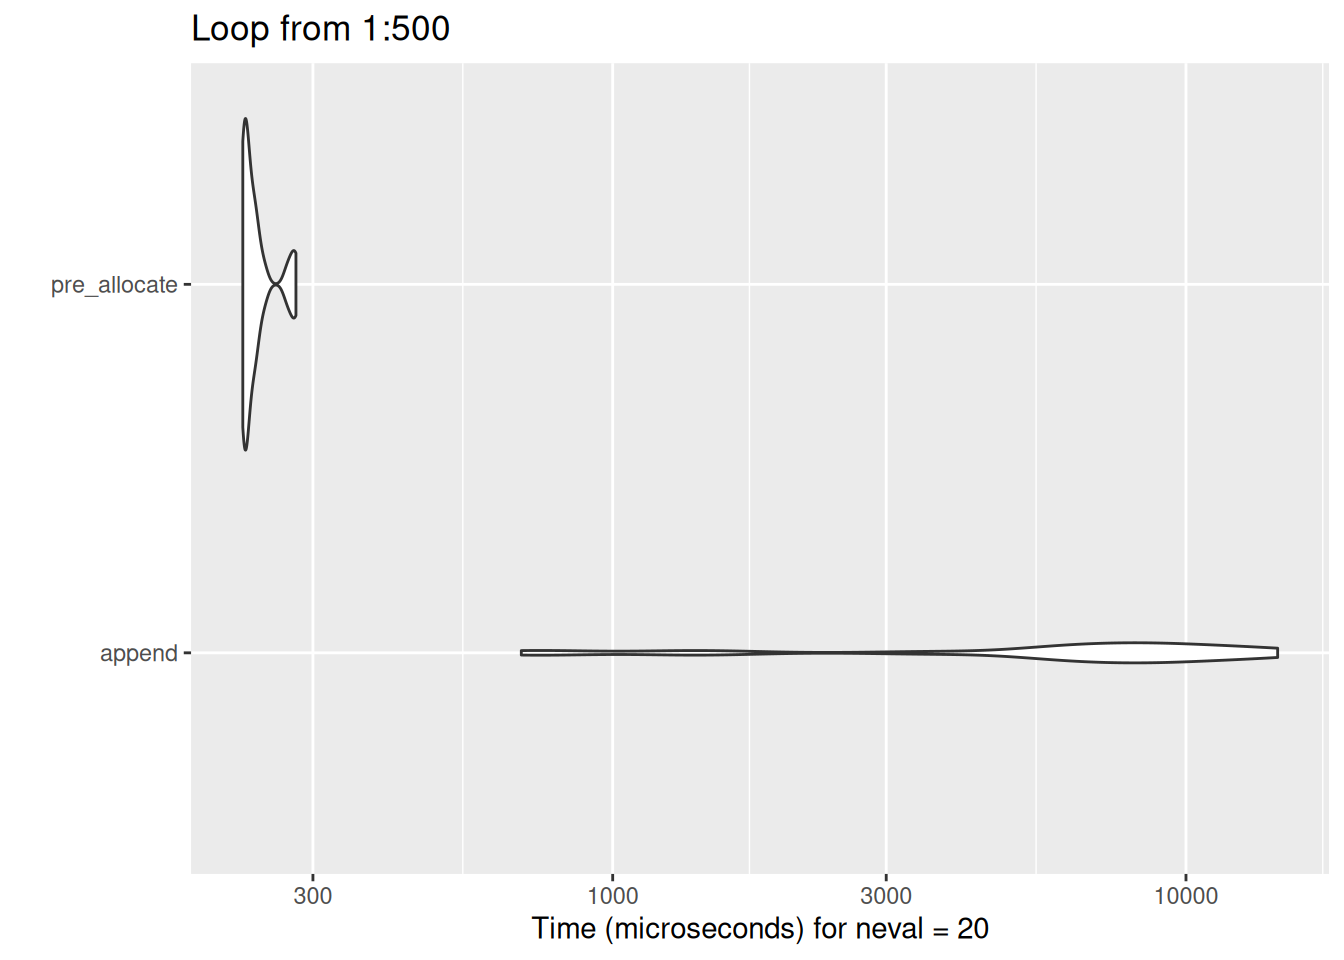 Loop from 1:500
pre_allocate
append
300 1000 3000 10000
Time (microseconds) for neval = 20